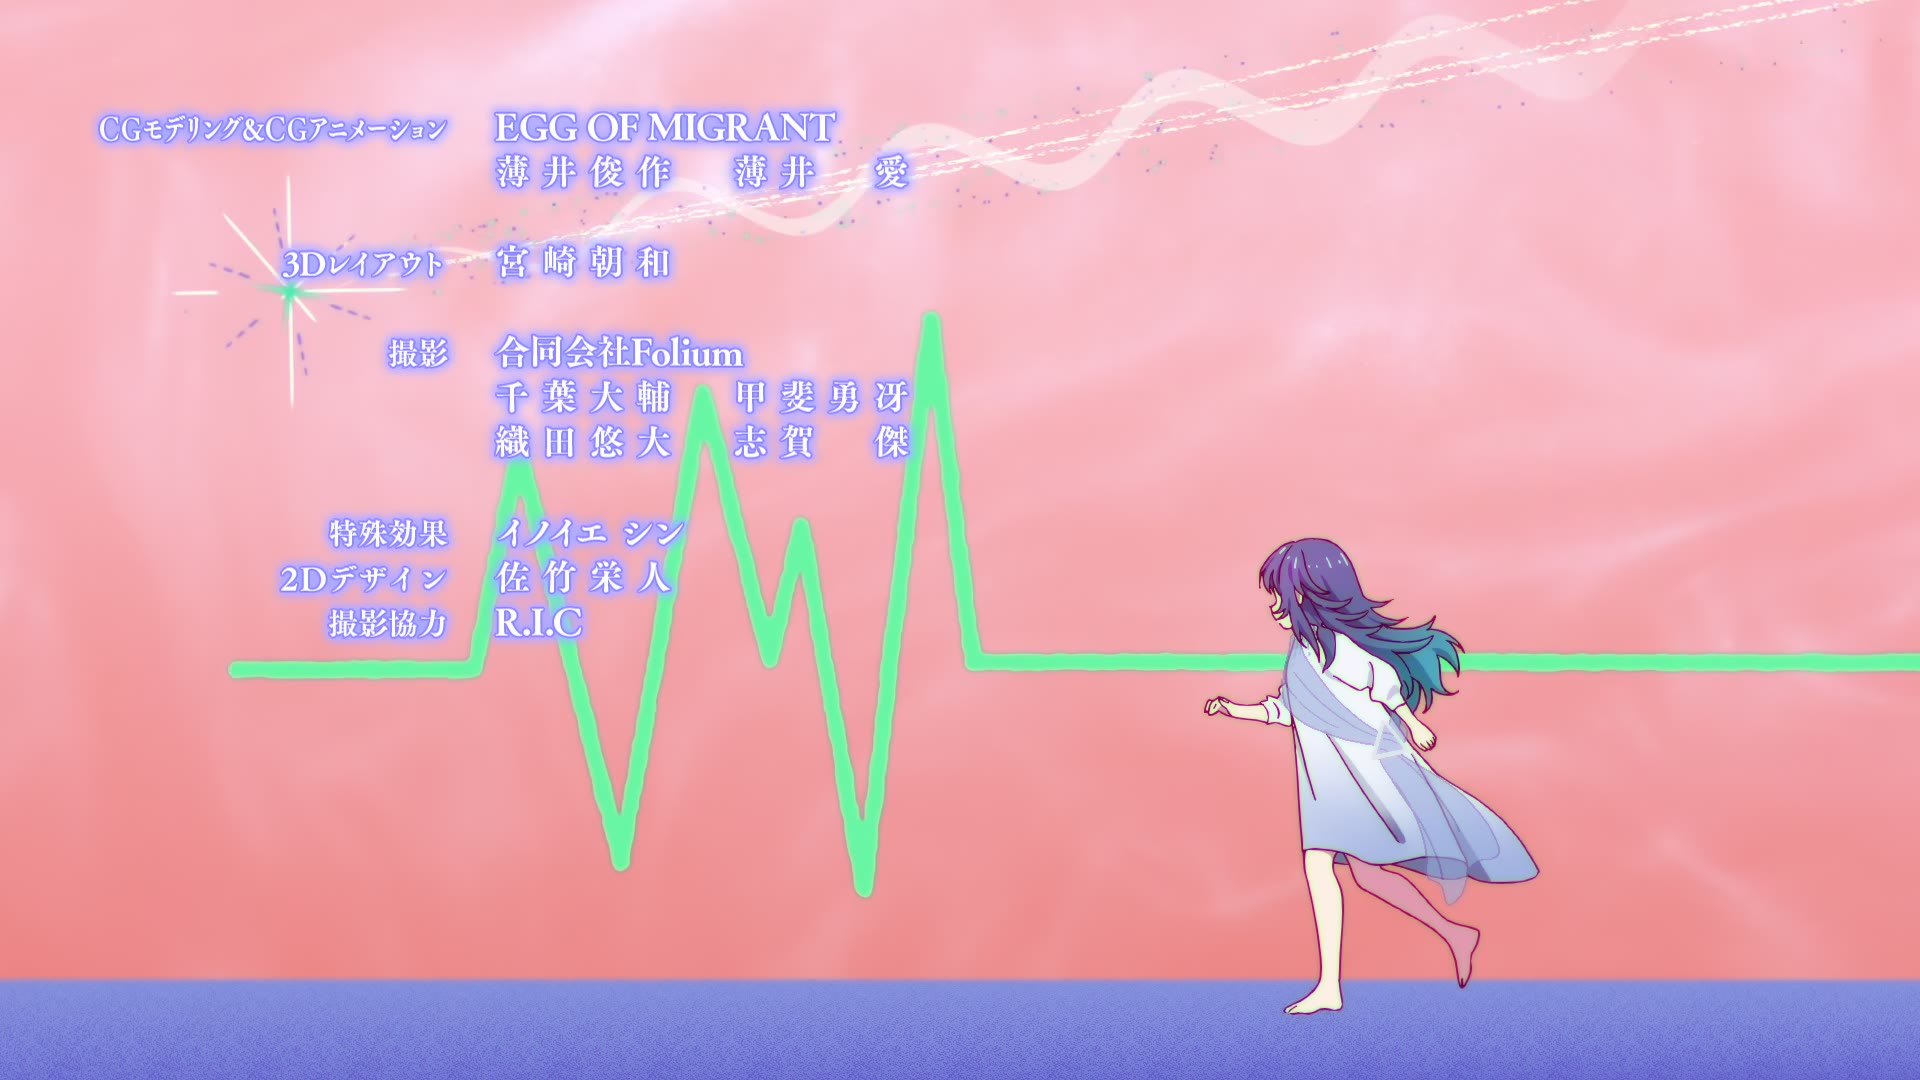 CGモデリング&CGアニメーション EGG OF MIGRANT
薄井俊作 薄井 愛
3Dレイアウト 宮崎朝和
撮影 合同会社Folium
千葉大輔 甲斐勇冴
織田悠大 志賀 傑
特殊効果 イノイエ シン
2Dデザイン 佐竹栄人
撮影協力 R.I.C